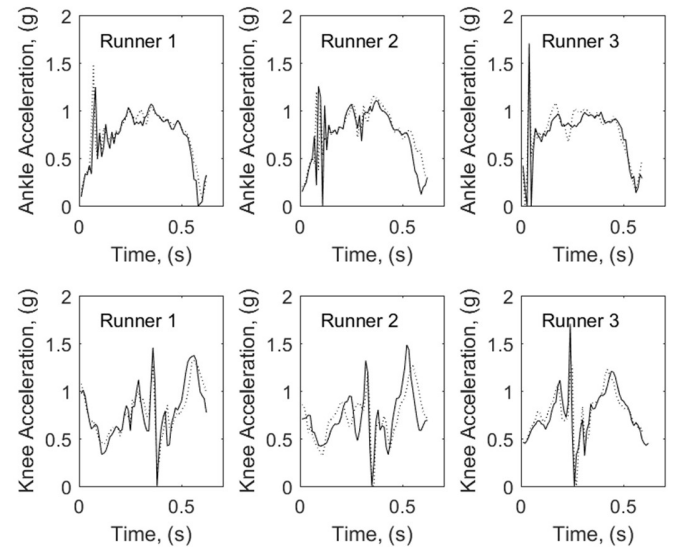 Runner 1
Ankle Acceleration, (g)
2
1.5
1
0.5
0
0
0.5
Time, (s)
Runner 2
Ankle Acceleration, (g)
2
1.5
1
0.5
0
0
0.5
Time, (s)
Runner 3
Ankle Acceleration, (g)
2
1.5
1
0.5
0
0
0.5
Time, (s)
Runner 1
Knee Acceleration, (g)
2
1.5
1
0.5
0
0
0.5
Time, (s)
Runner 2
Knee Acceleration, (g)
2
1.5
1
0.5
0
0
0.5
Time, (s)
Runner 3
Knee Acceleration, (g)
2
1.5
1
0.5
0
0
0.5
Time, (s)